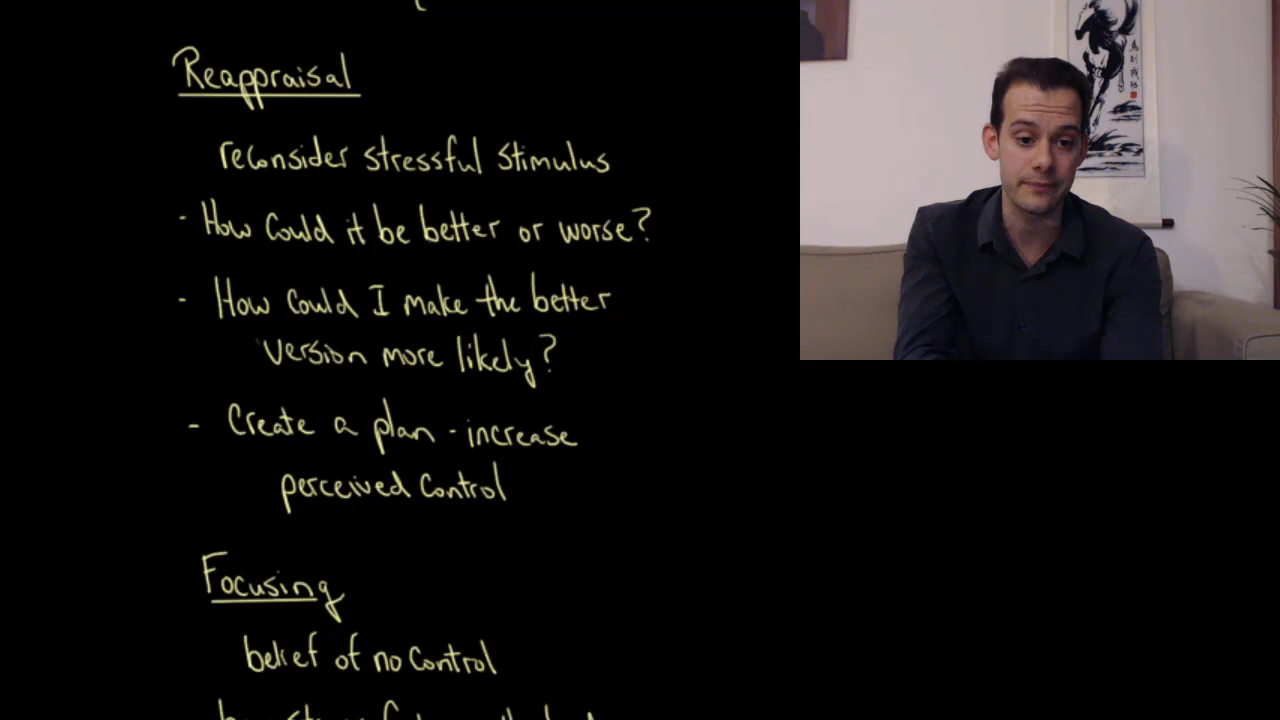 Reappraisal
reconsider stressful stimulus
- How could it be better or worse?
- How could I make the better
version more likely?
- Create a plan - increase
perceived control
Focusing
belief of no control